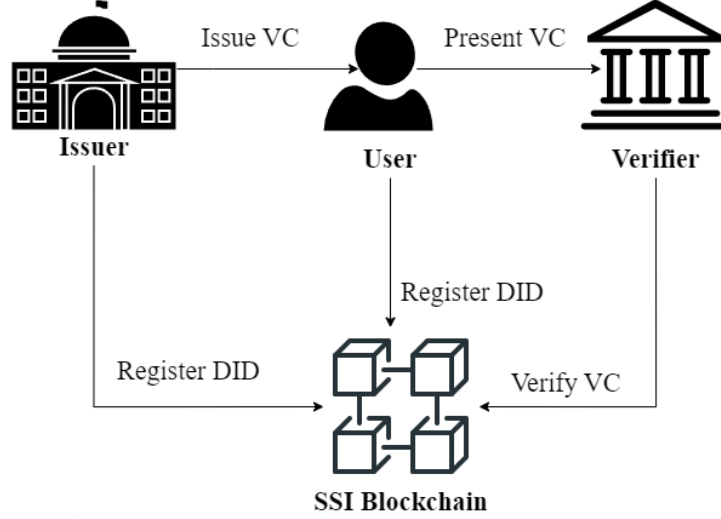 Issue VC
Present VC
Issuer
User
Verifier
Register DID
Register DID
Verify VC
SSI Blockchain